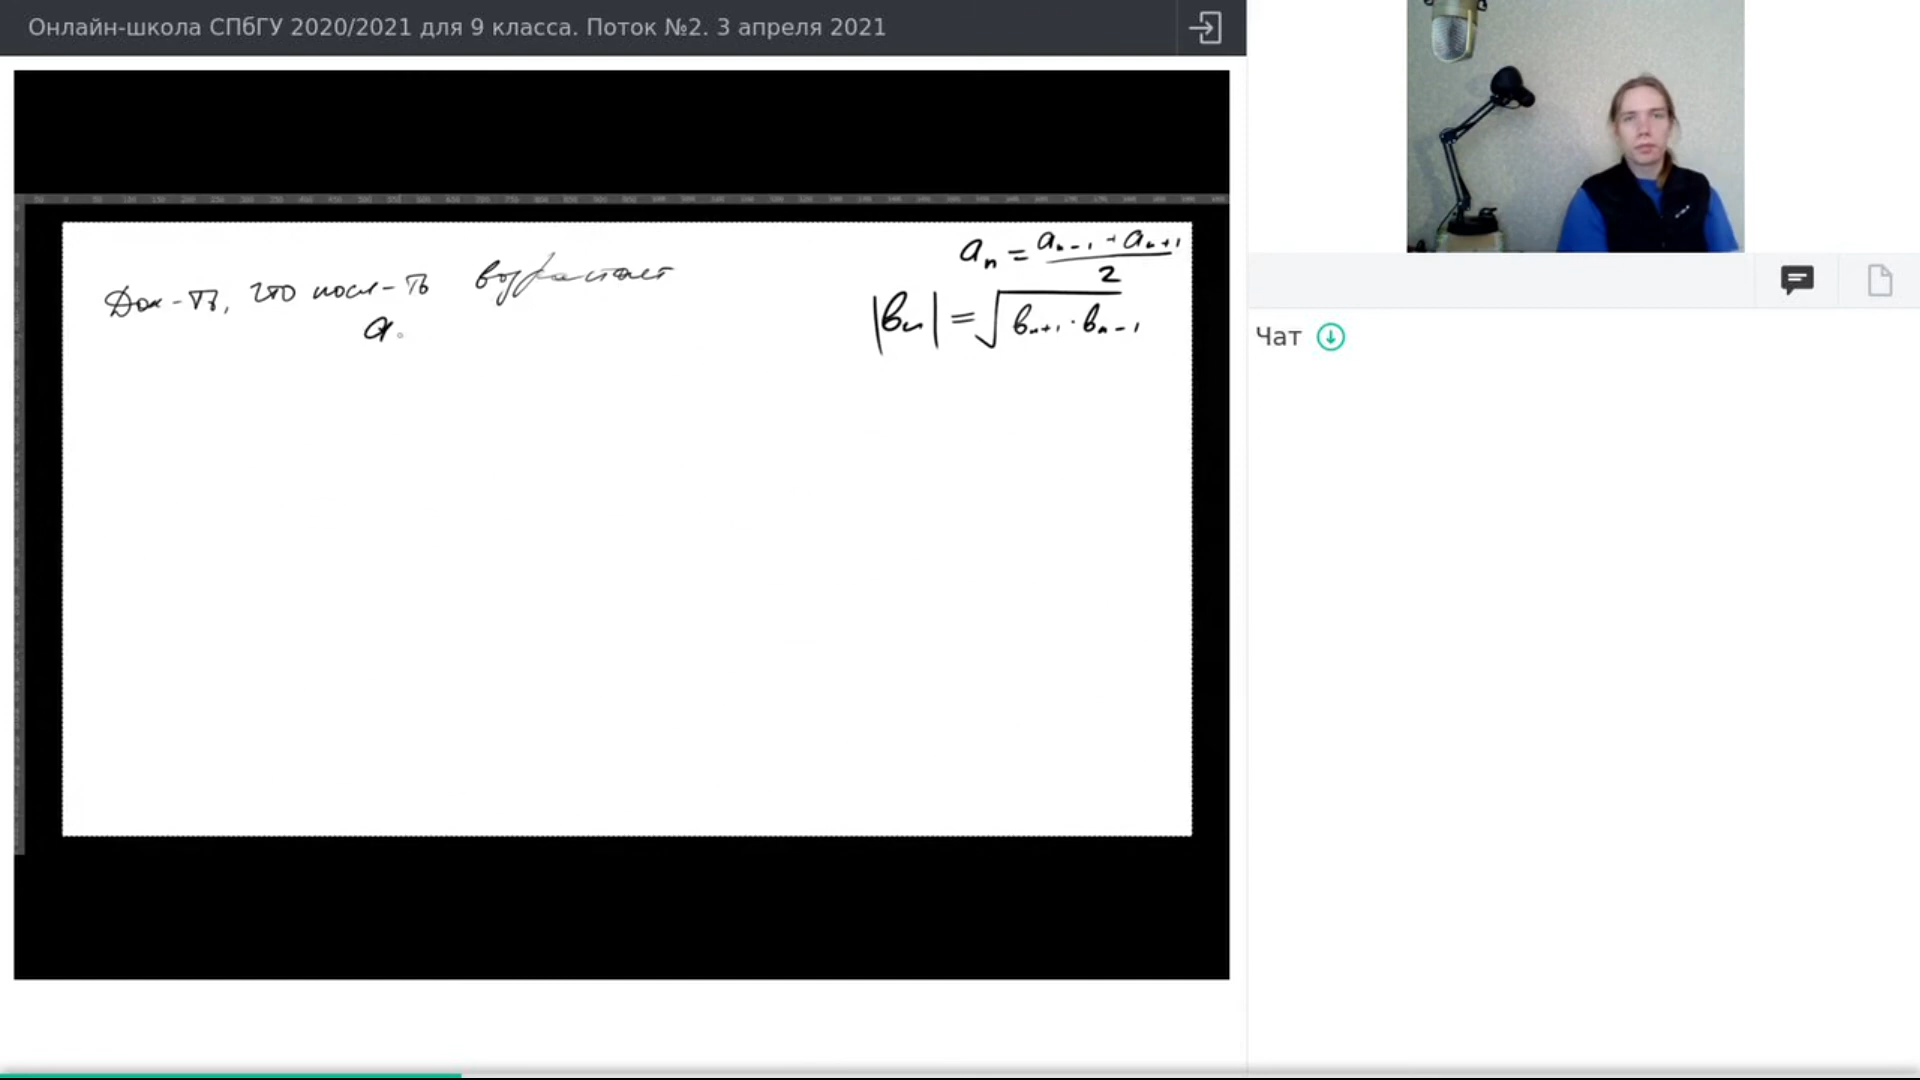 Онлайн-школа СПбГУ 2020/2021 для 9 класса. Поток №2. 3 апреля 2021
Док-ть, что посл-ть возрастает
a
aₙ = (aₙ₋₁ + aₙ₊₁) / 2
|bₙ| = √(bₙ₊₁ · bₙ₋₁)
Чат